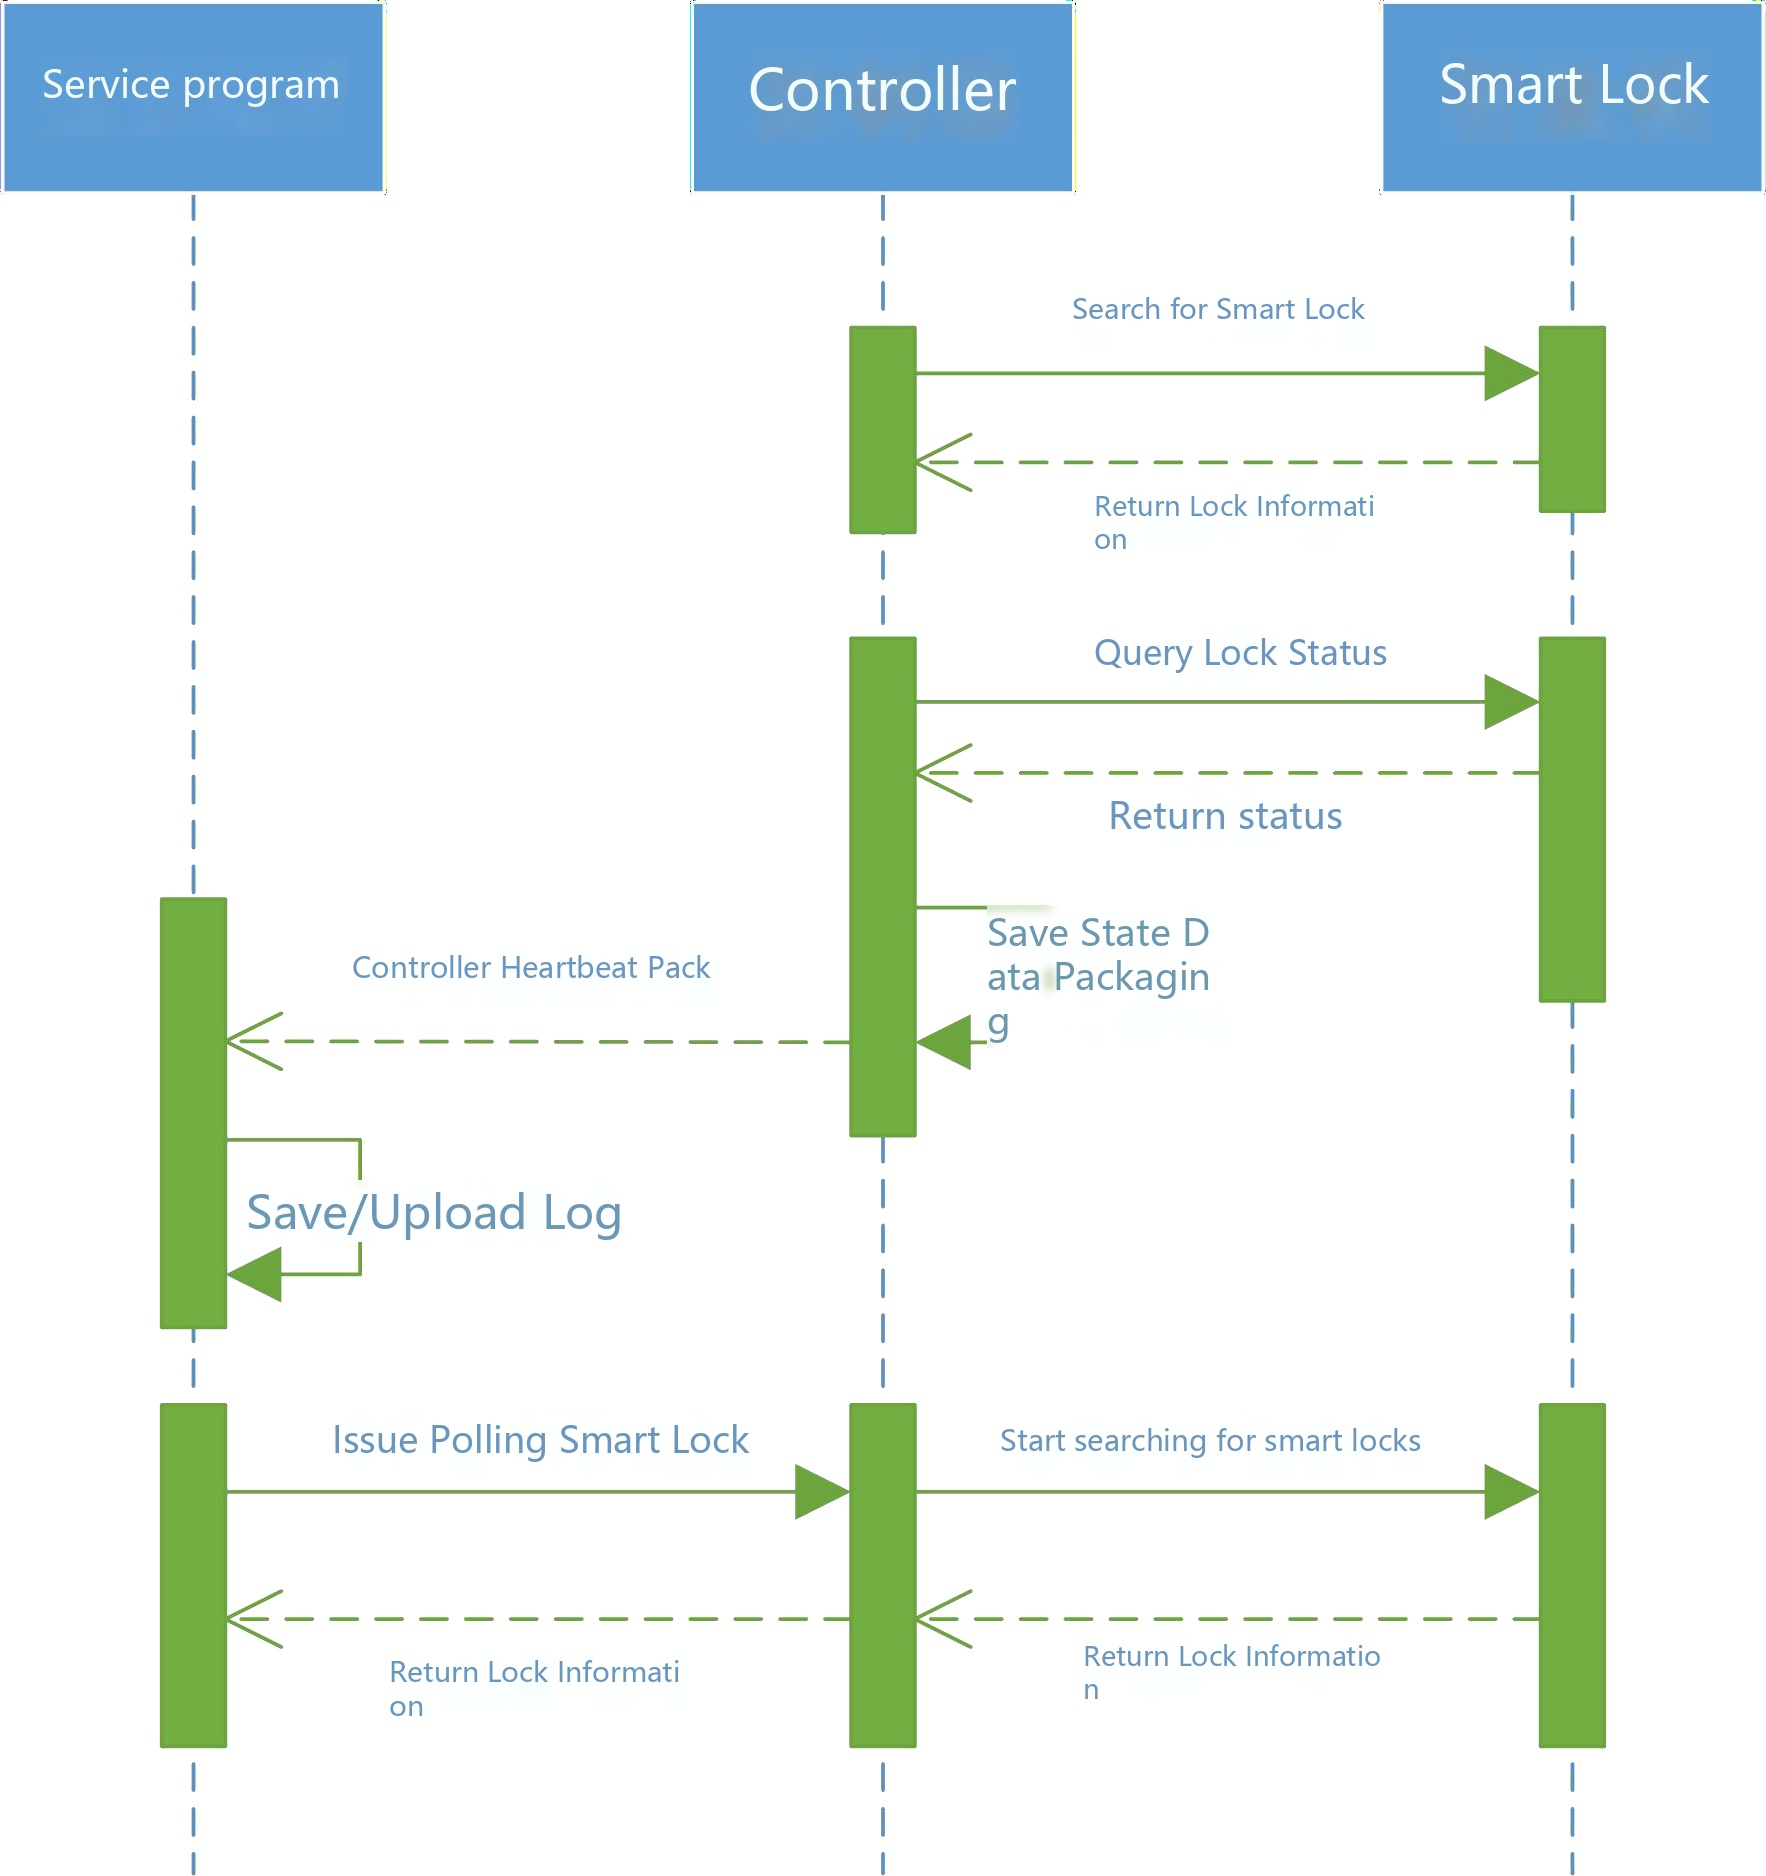 Service program
Controller
Smart Lock
Search for Smart Lock
Return Lock Informati
on
Query Lock Status
Return status
Save State D
ata Packagin
g
Controller Heartbeat Pack
Save/Upload Log
Issue Polling Smart Lock
Start searching for smart locks
Return Lock Informati
on
Return Lock Informatio
n